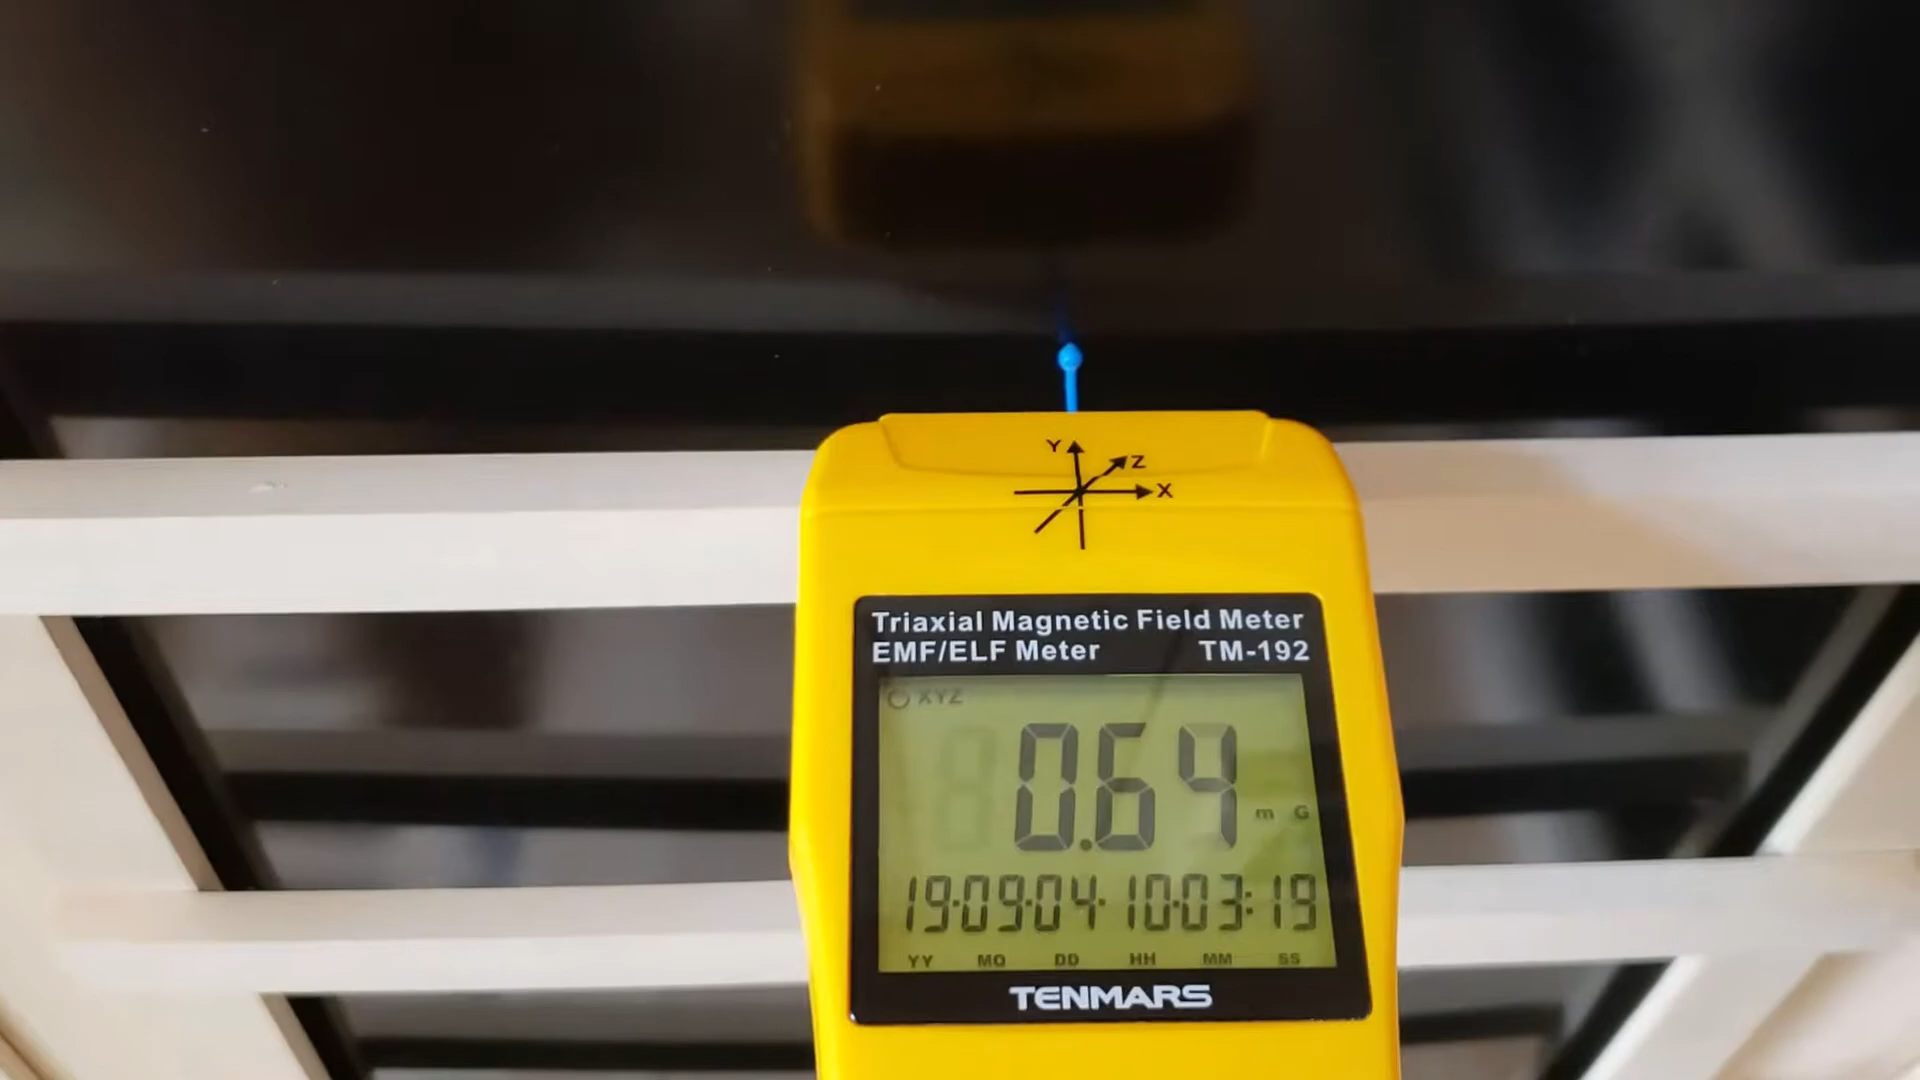 Y
Z
X
Triaxial Magnetic Field Meter
EMF/ELF Meter TM-192
XYZ
0.64 m G
19·09·04· 10·03:19
YY MO DD HH MM SS
TENMARS